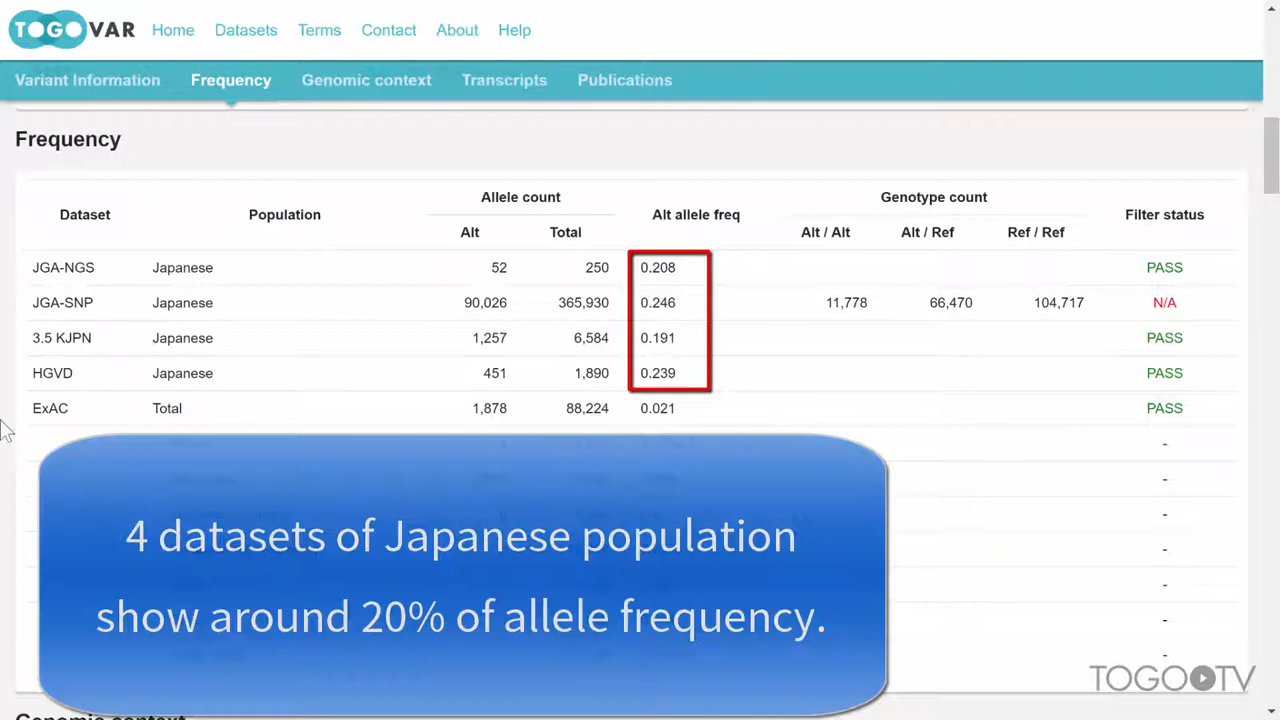 TOGOVAR Home Datasets Terms Contact About Help
Variant Information Frequency Genomic context Transcripts Publications
Frequency
Dataset Population Allele count Alt allele freq Genotype count Filter status
Alt Total Alt / Alt Alt / Ref Ref / Ref
JGA-NGS Japanese 52 250 0.208 PASS
JGA-SNP Japanese 90,026 365,930 0.246 11,778 66,470 104,717 N/A
3.5 KJPN Japanese 1,257 6,584 0.191 PASS
HGVD Japanese 451 1,890 0.239 PASS
ExAC Total 1,878 88,224 0.021 PASS
-
-
-
-
-
-
-
4 datasets of Japanese population
show around 20% of allele frequency.
TOGO TV
Genomic context